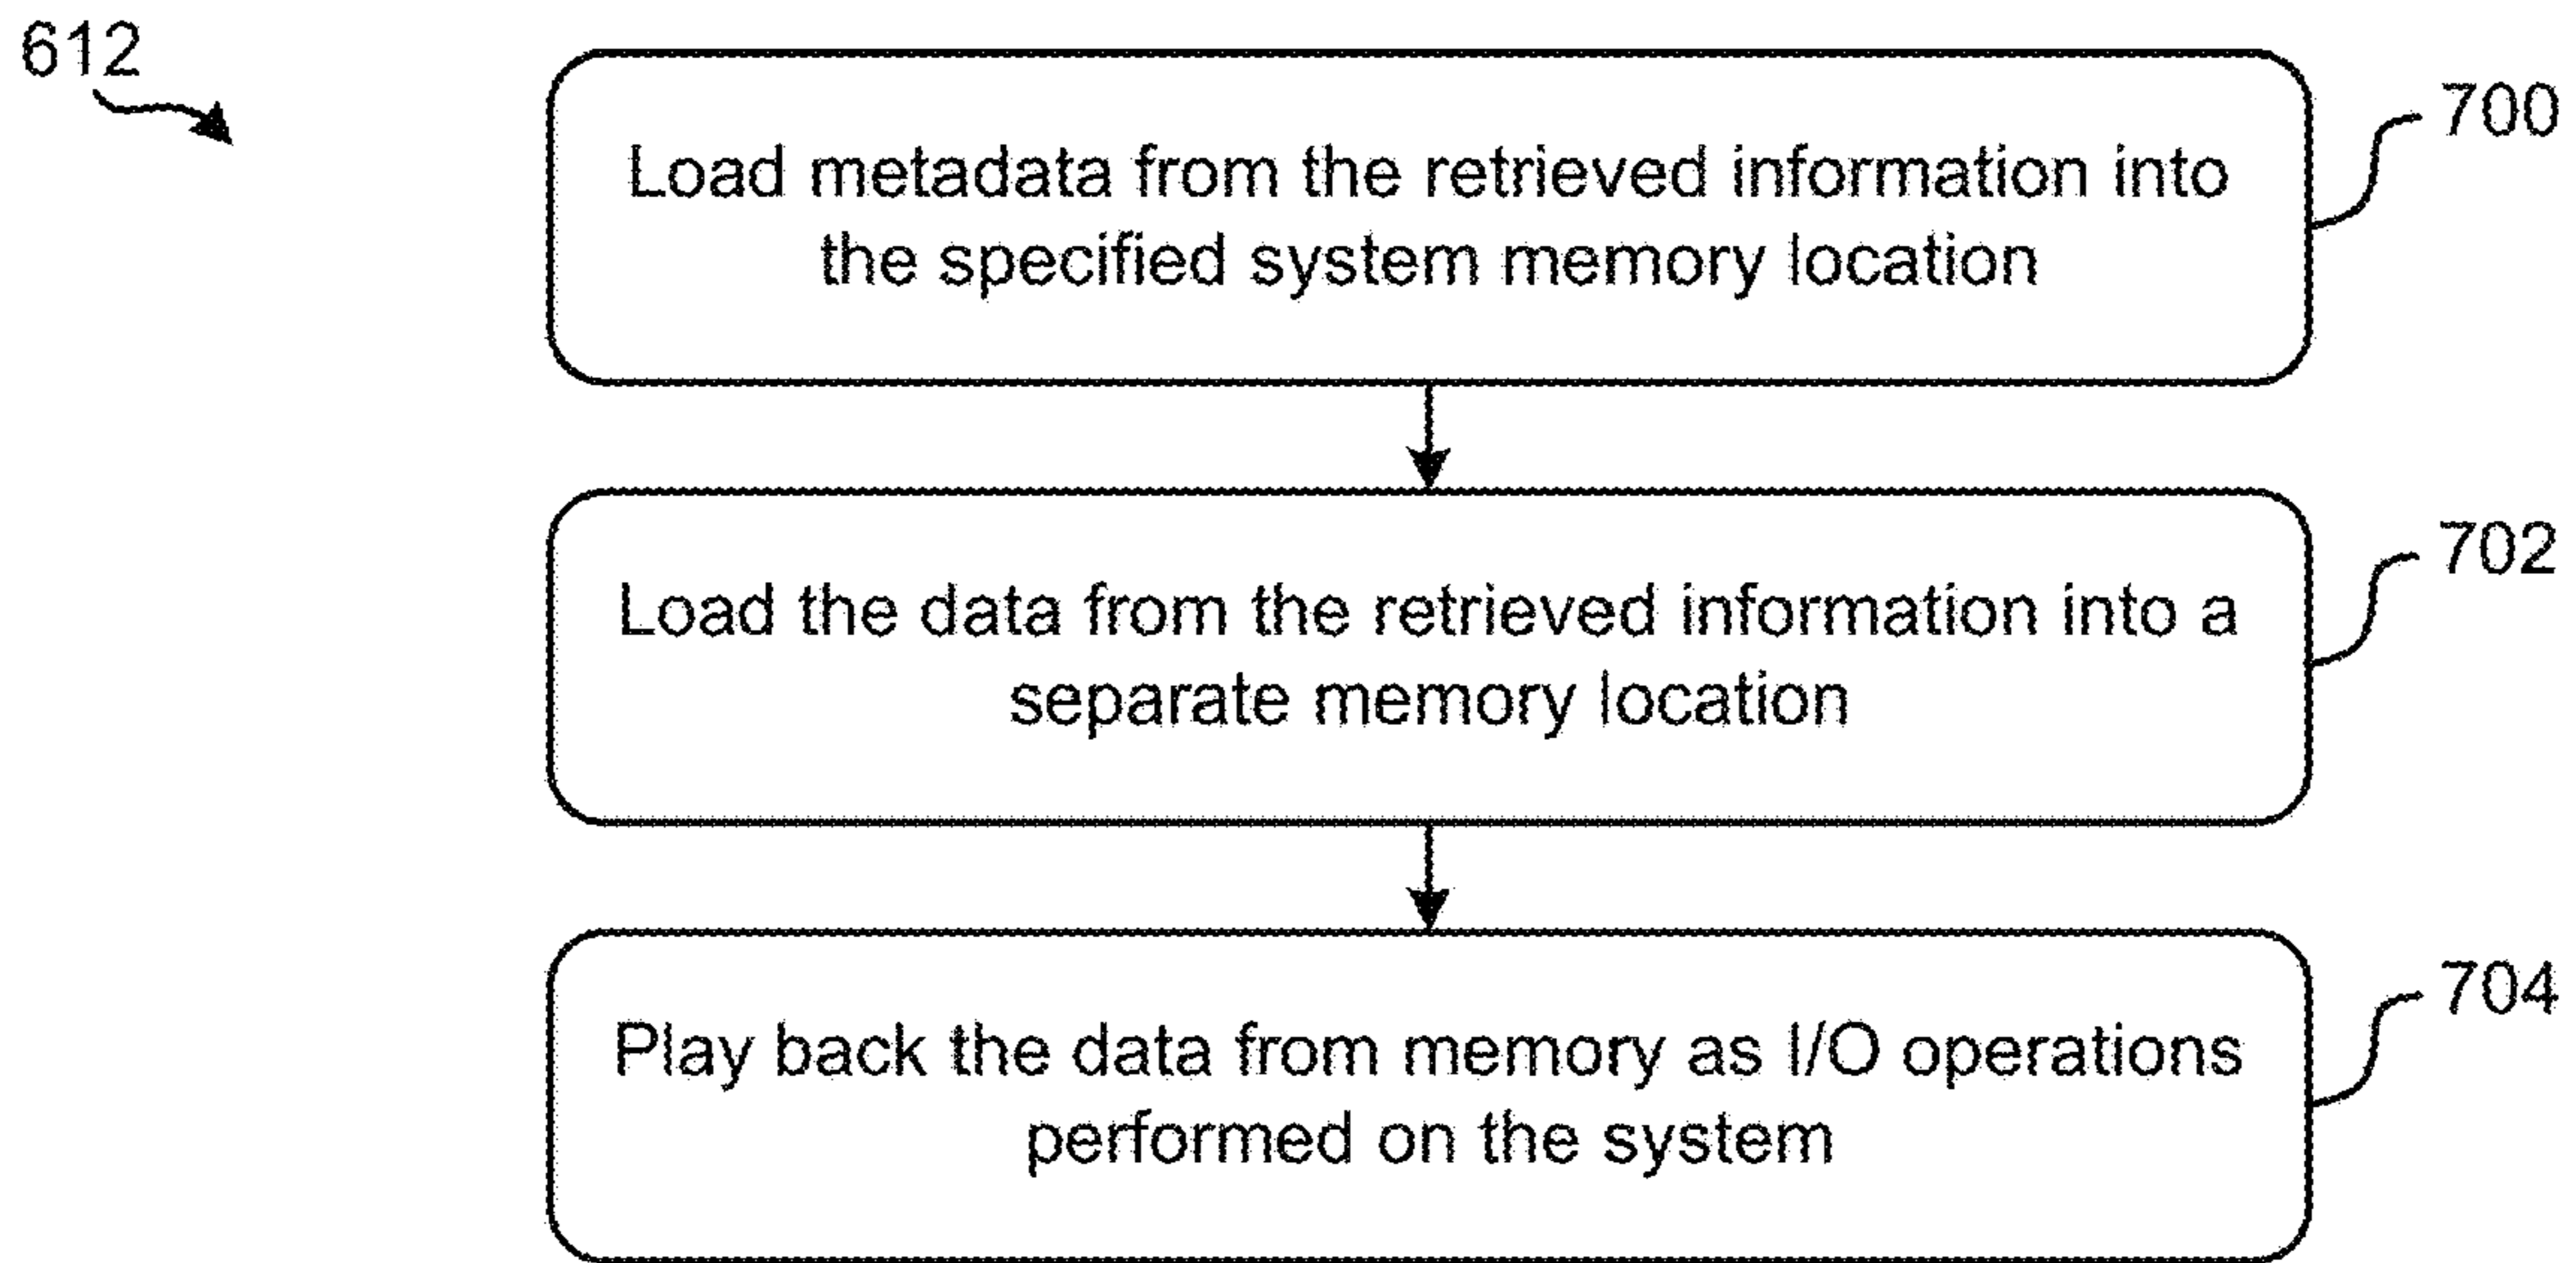 612
700
Load metadata from the retrieved information into
the specified system memory location
702
Load the data from the retrieved information into a
separate memory location
704
Play back the data from memory as I/O operations
performed on the system